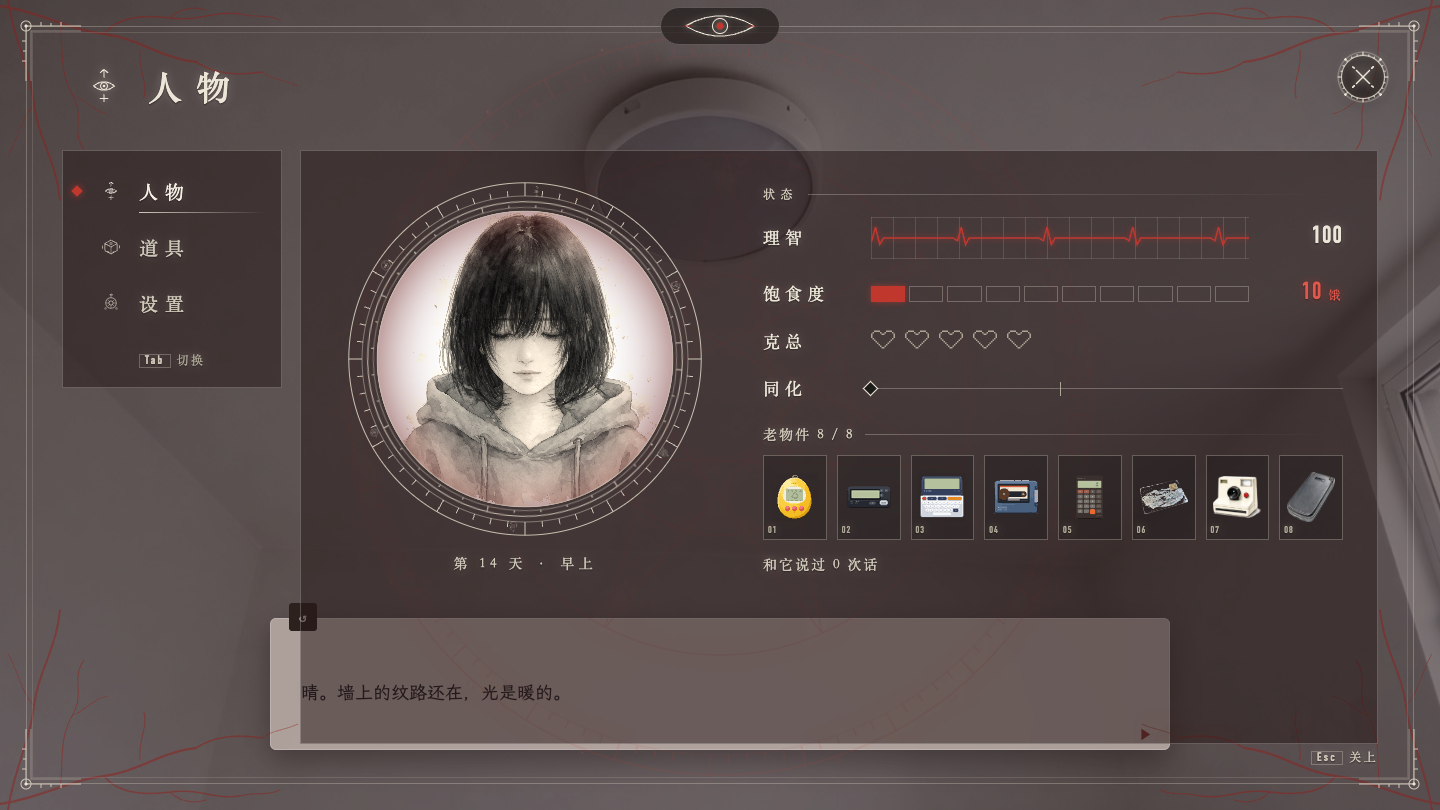 人物
人物
道具
设置
Tab 切换
第 14 天 · 早上
状态
理智 100
饱食度 10 饿
克总
同化
老物件 8 / 8
01 02 03 04 05 06 07 08
和它说过 0 次话
晴。墙上的纹路还在，光是暖的。
Esc 关上